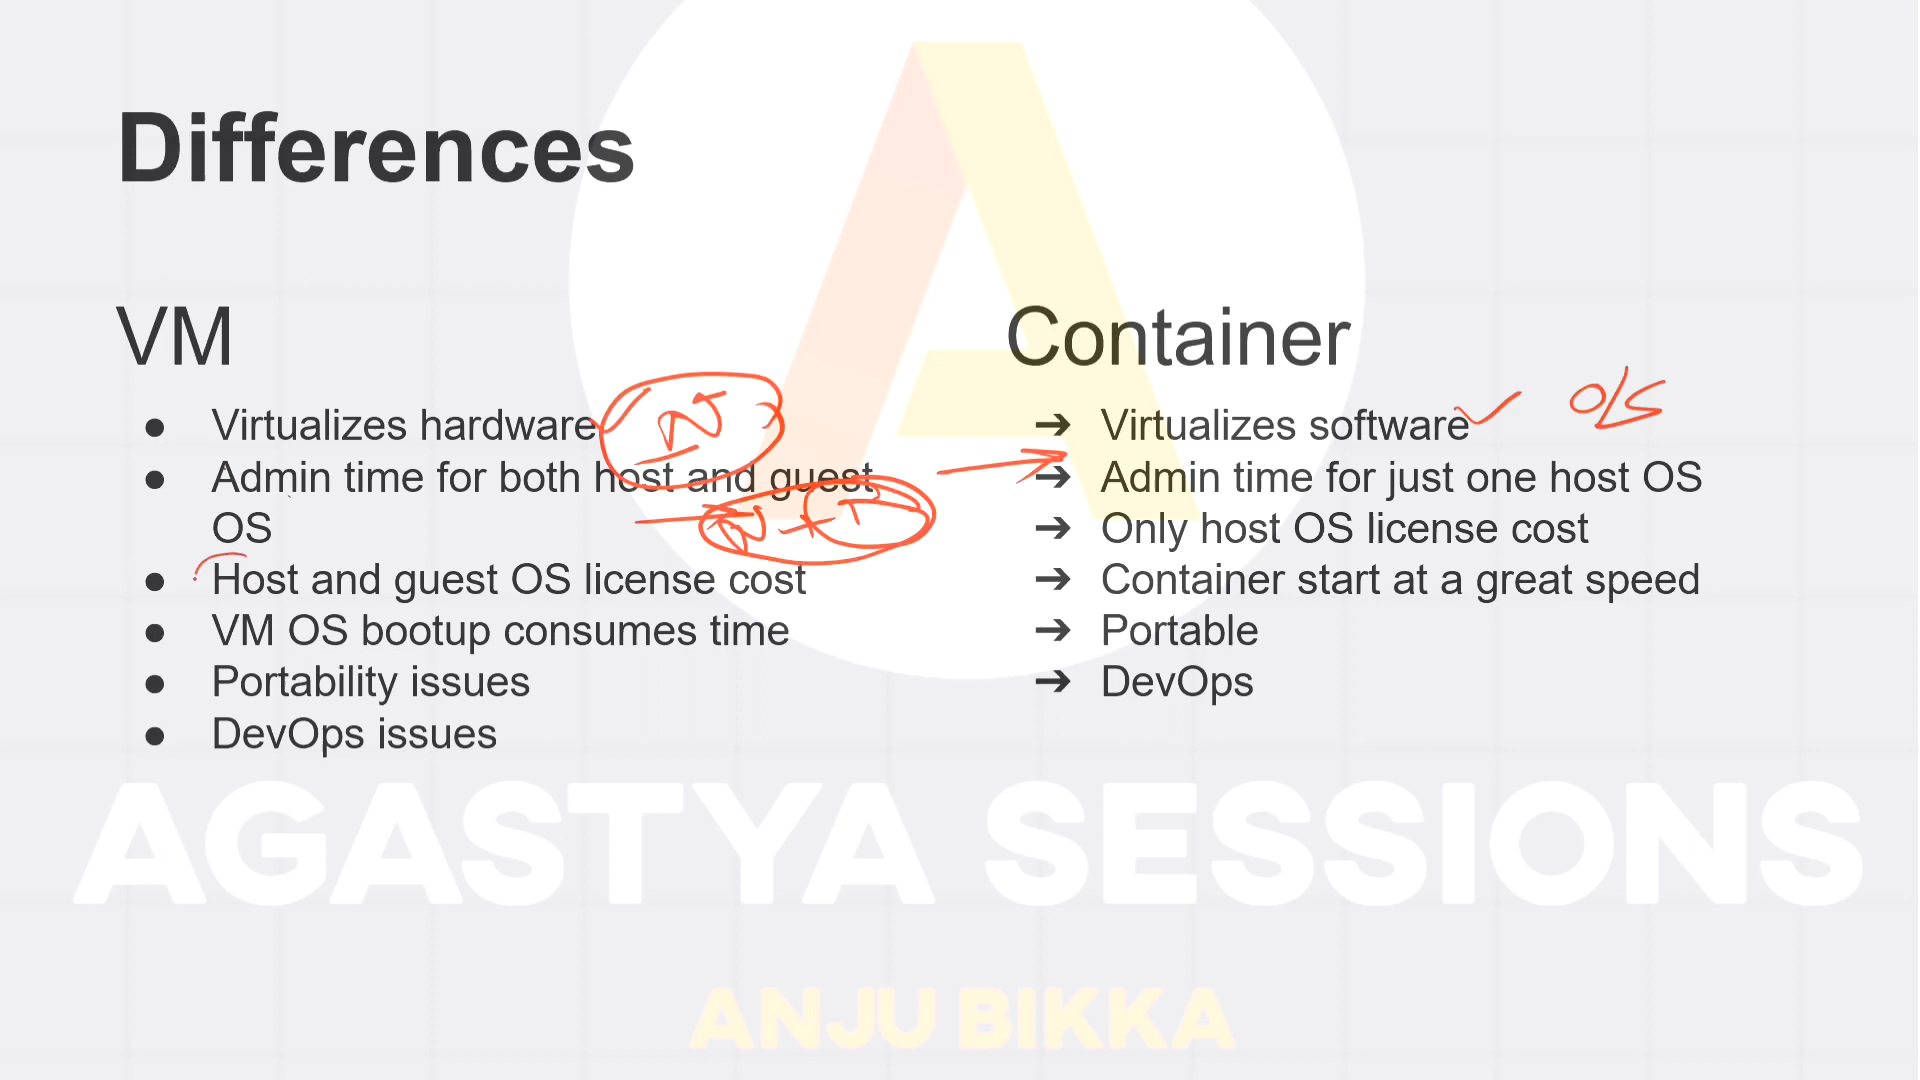 Differences
VM
● Virtualizes hardware
● Admin time for both host and guest
OS
● Host and guest OS license cost
● VM OS bootup consumes time
● Portability issues
● DevOps issues
N
N + 1
Container
➔ Virtualizes software
➔ Admin time for just one host OS
➔ Only host OS license cost
➔ Container start at a great speed
➔ Portable
➔ DevOps
O/S
AGASTYA SESSIONS
ANJU BIKKA